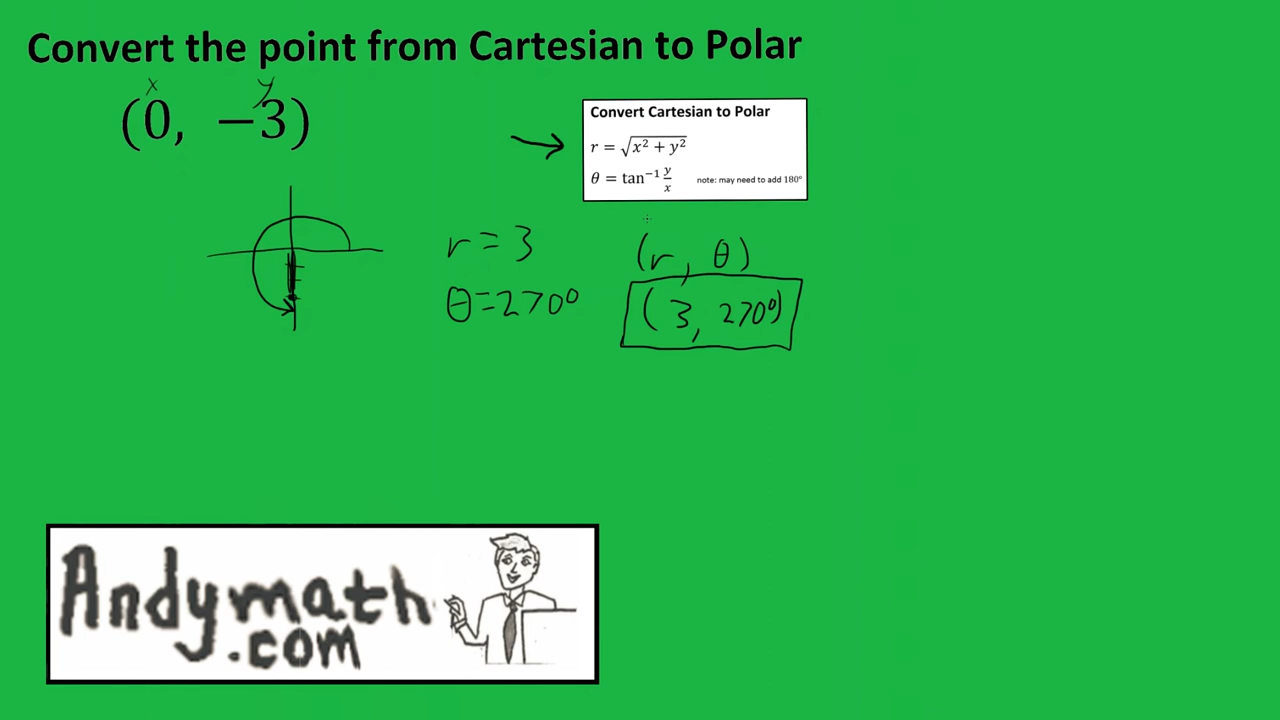 Convert the point from Cartesian to Polar
x y
(0, −3)
Convert Cartesian to Polar
r = √x² + y²
θ = tan⁻¹ y/x note: may need to add 180°
r = 3
(r, θ)
θ = 270°
(3, 270°)
Andymath
.com